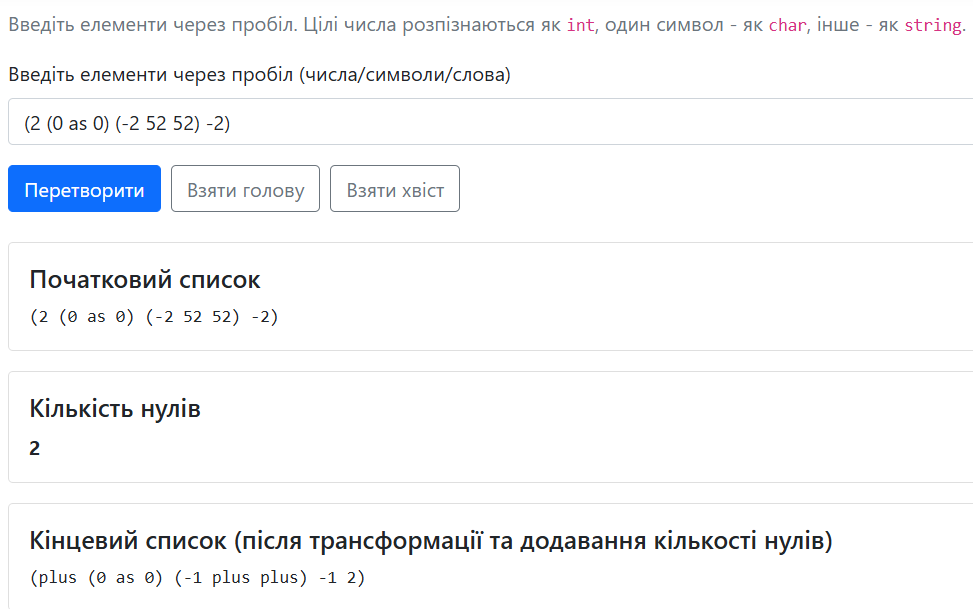 Введіть елементи через пробіл. Цілі числа розпізнаються як int, один символ - як char, інше - як string.
Введіть елементи через пробіл (числа/символи/слова)
(2 (0 as 0) (-2 52 52) -2)
Перетворити Взяти голову Взяти хвіст
Початковий список
(2 (0 as 0) (-2 52 52) -2)
Кількість нулів
2
Кінцевий список (після трансформації та додавання кількості нулів)
(plus (0 as 0) (-1 plus plus) -1 2)